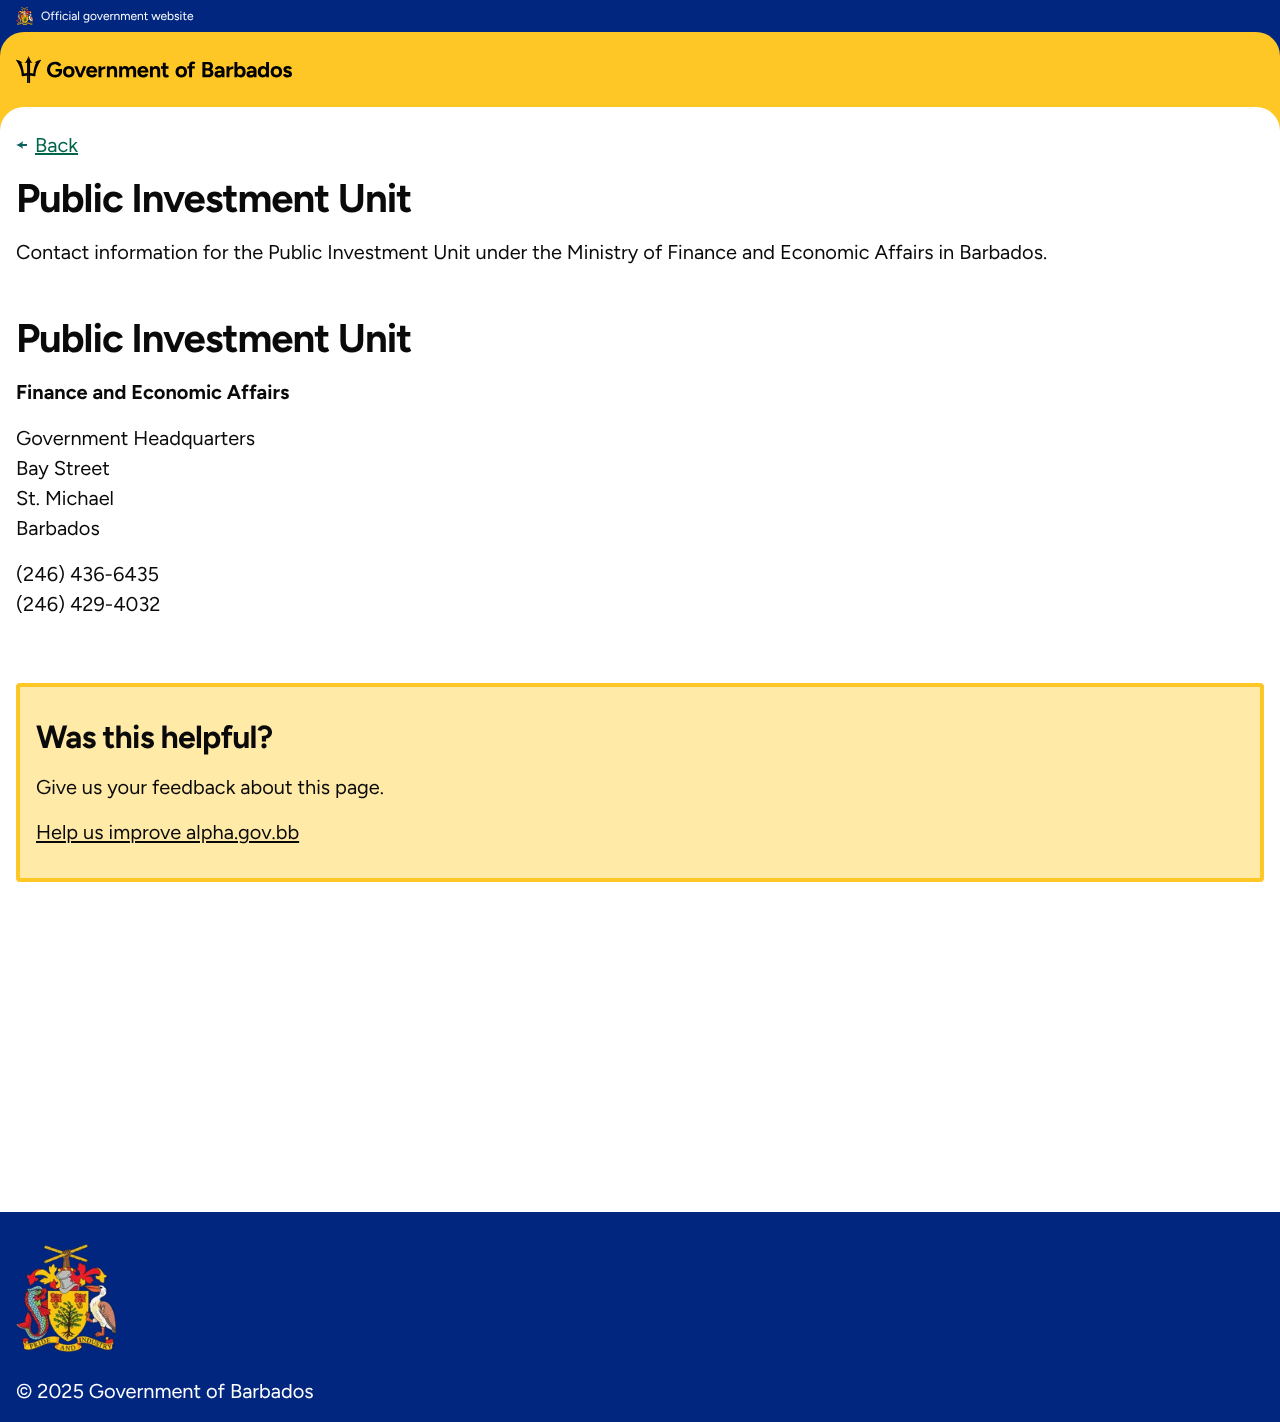 Official government website
Government of Barbados
Back
Public Investment Unit
Contact information for the Public Investment Unit under the Ministry of Finance and Economic Affairs in Barbados.
Public Investment Unit
Finance and Economic Affairs
Government Headquarters
Bay Street
St. Michael
Barbados
(246) 436-6435
(246) 429-4032
Was this helpful?
Give us your feedback about this page.
Help us improve alpha.gov.bb
PRIDE AND INDUSTRY
© 2025 Government of Barbados